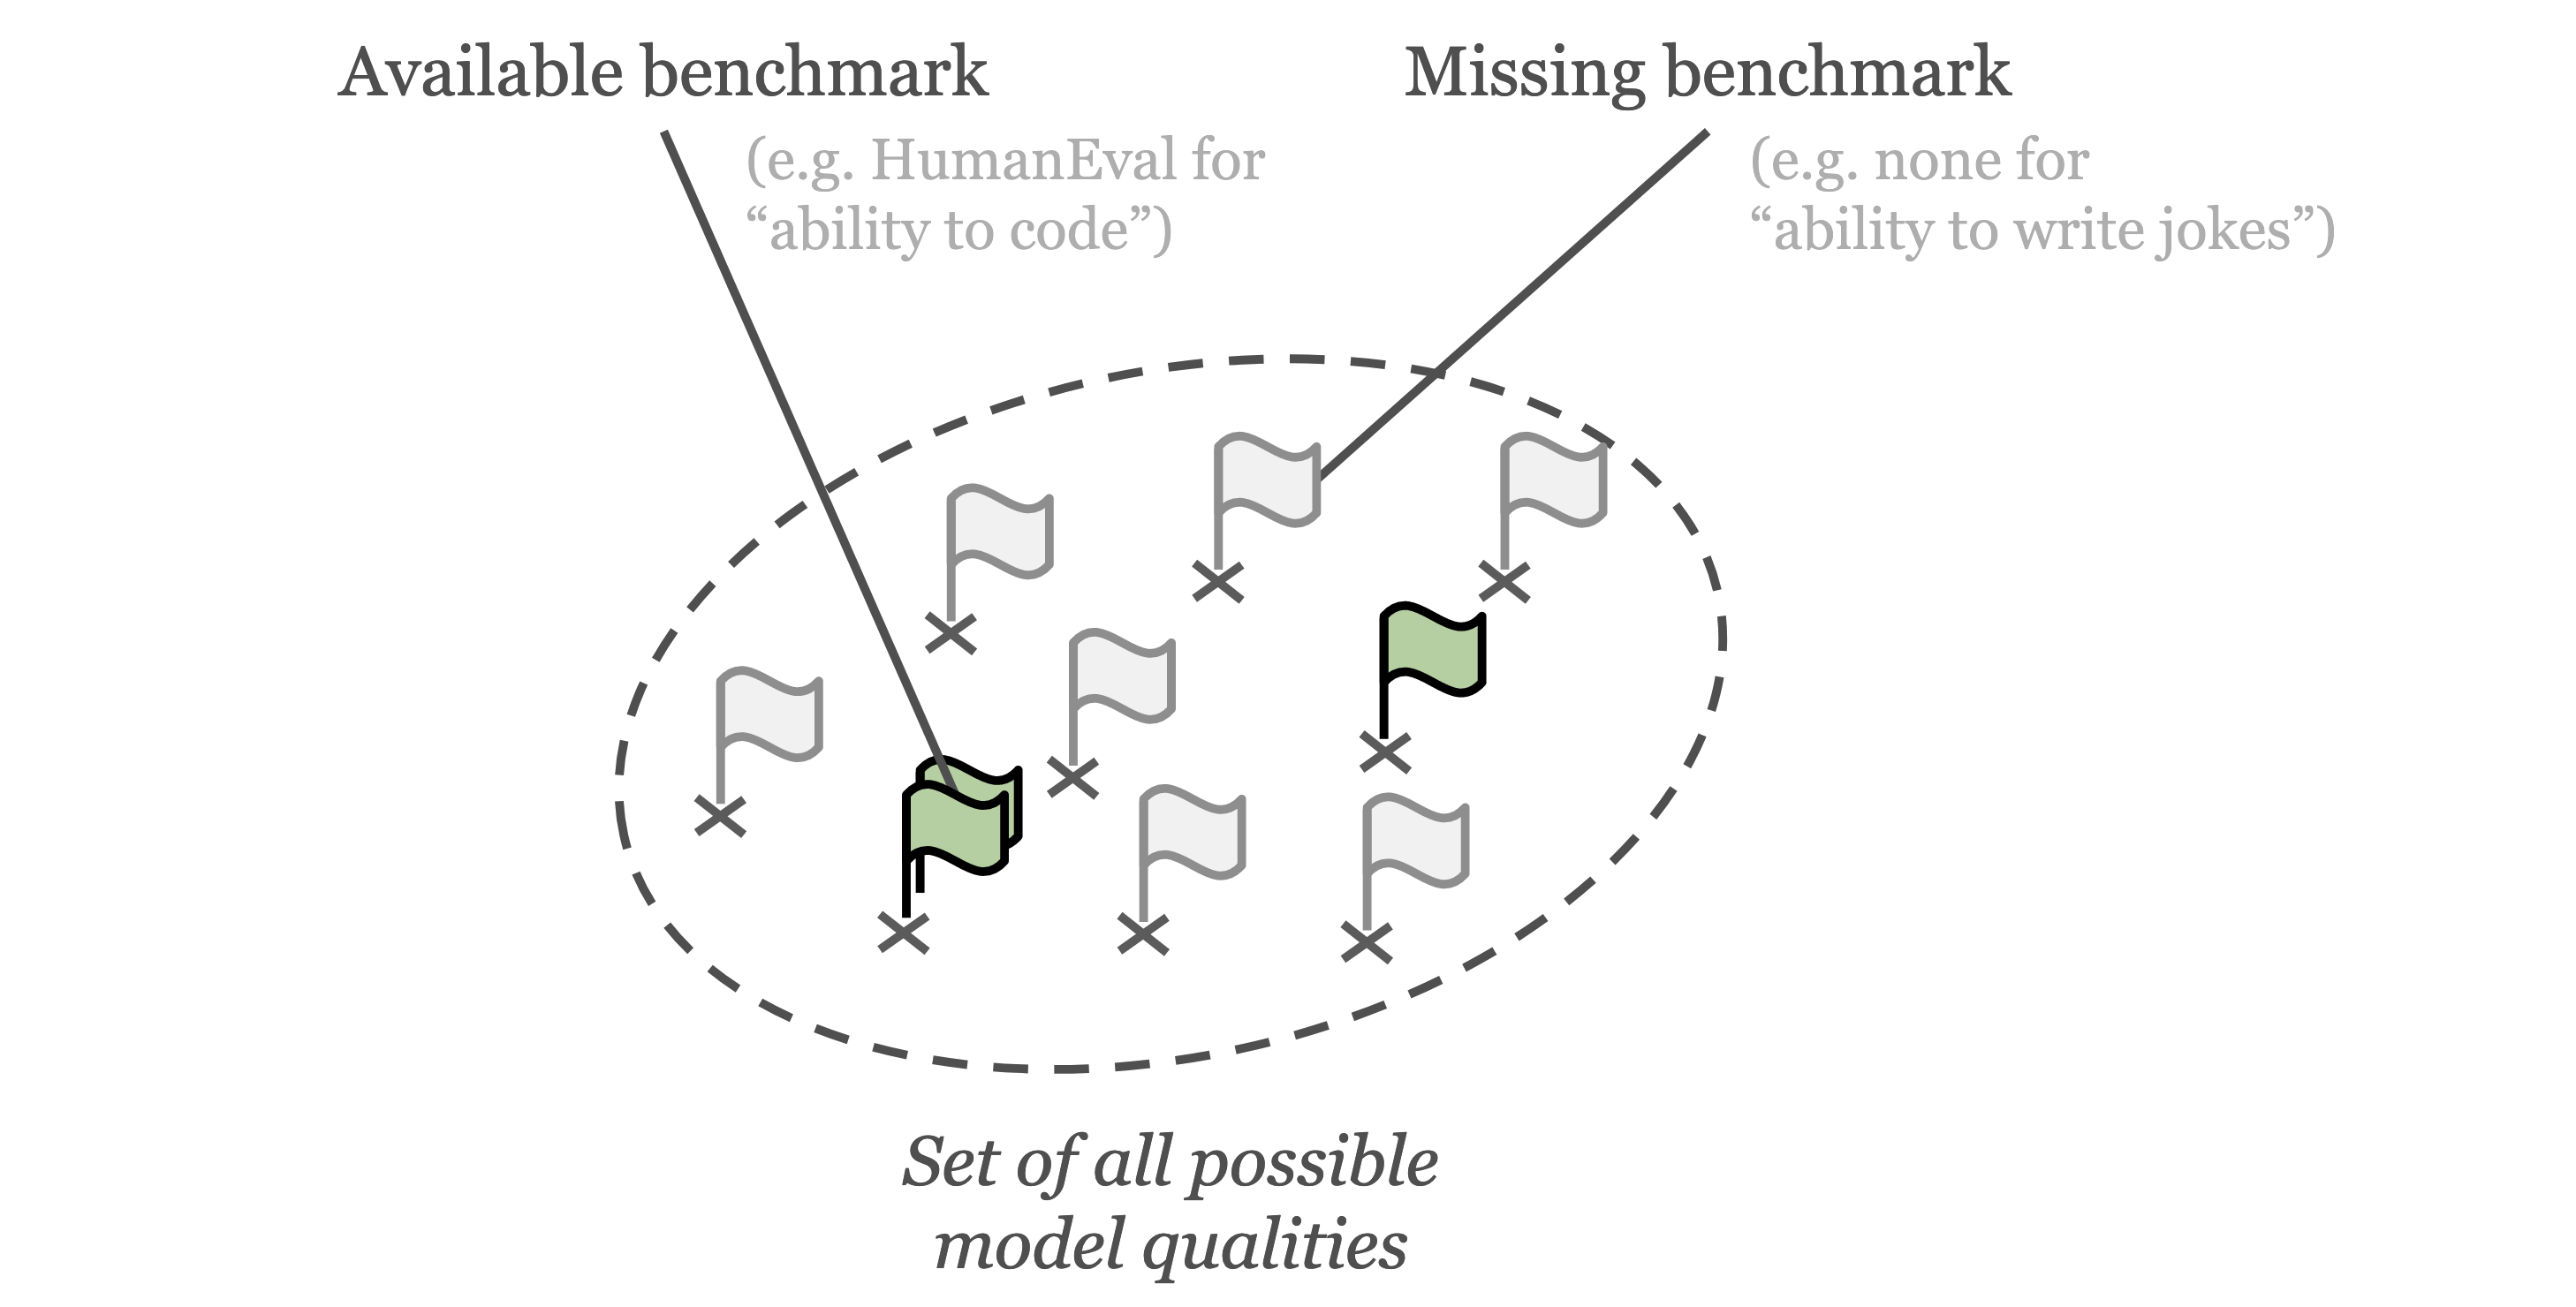 Available benchmark
(e.g. HumanEval for
“ability to code”)
Missing benchmark
(e.g. none for
“ability to write jokes”)
Set of all possible
model qualities